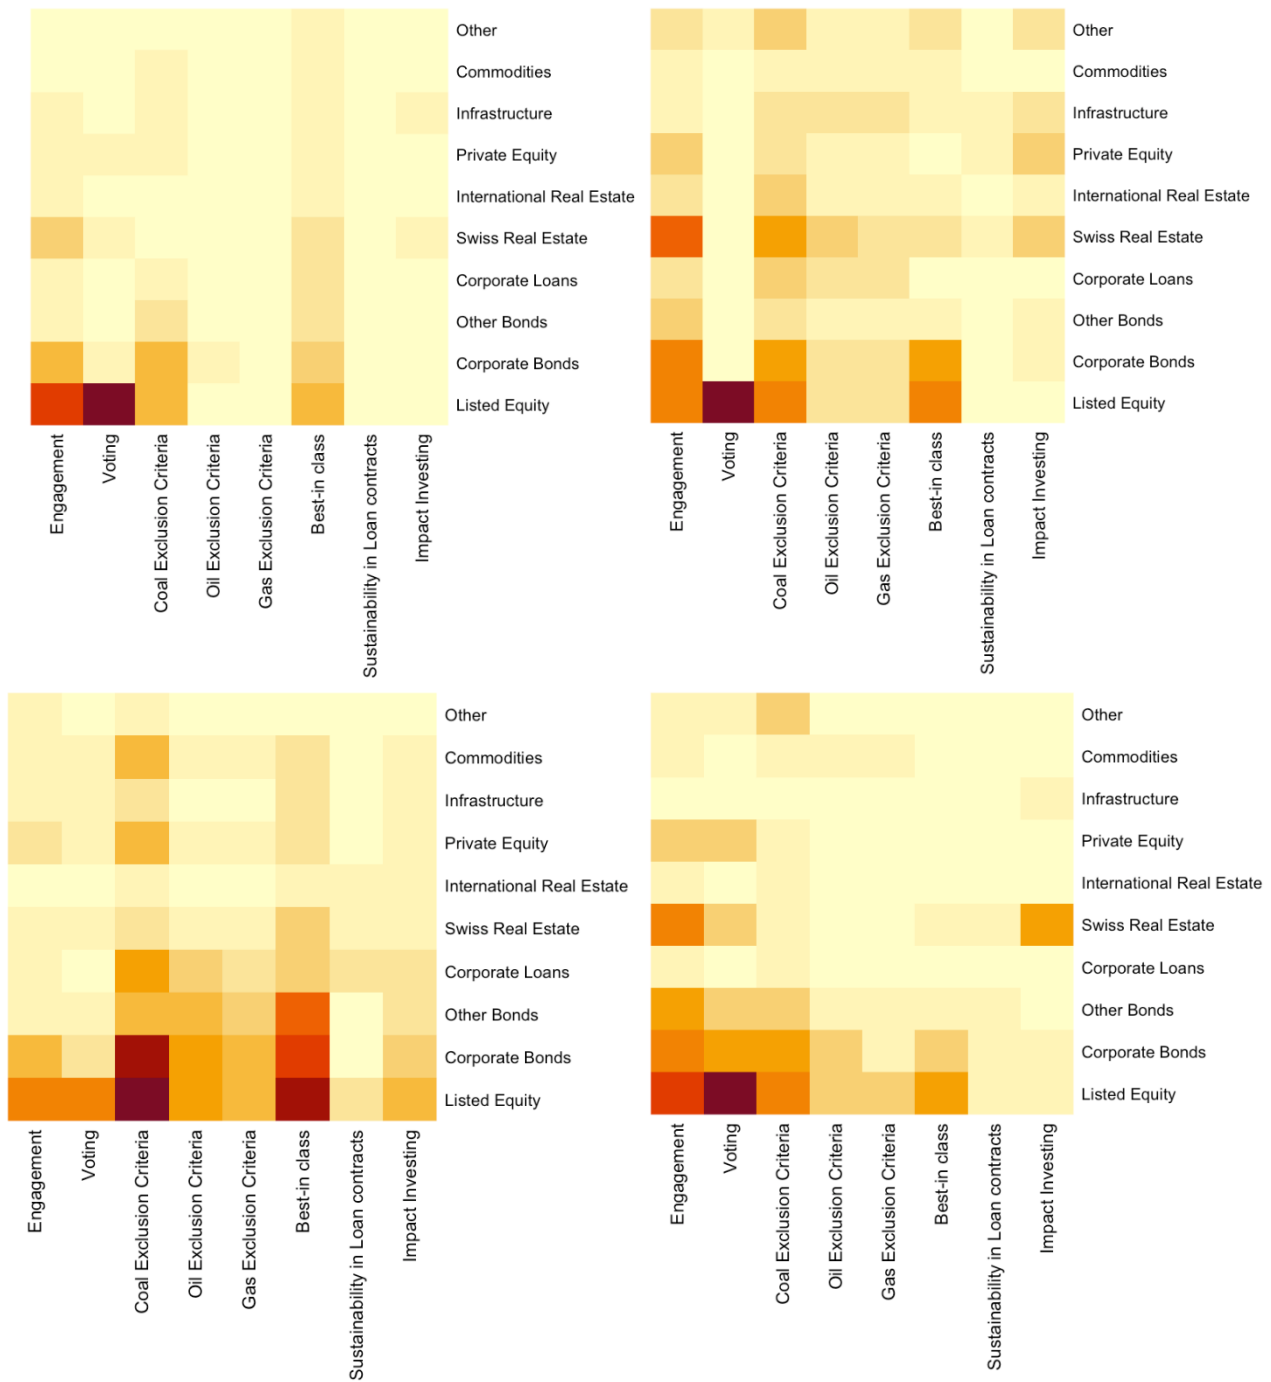 Other
Commodities
Infrastructure
Private Equity
International Real Estate
Swiss Real Estate
Corporate Loans
Other Bonds
Corporate Bonds
Listed Equity
Engagement
Voting
Coal Exclusion Criteria
Oil Exclusion Criteria
Gas Exclusion Criteria
Best-in class
Sustainability in Loan contracts
Impact Investing
Other
Commodities
Infrastructure
Private Equity
International Real Estate
Swiss Real Estate
Corporate Loans
Other Bonds
Corporate Bonds
Listed Equity
Engagement
Voting
Coal Exclusion Criteria
Oil Exclusion Criteria
Gas Exclusion Criteria
Best-in class
Sustainability in Loan contracts
Impact Investing
Other
Commodities
Infrastructure
Private Equity
International Real Estate
Swiss Real Estate
Corporate Loans
Other Bonds
Corporate Bonds
Listed Equity
Engagement
Voting
Coal Exclusion Criteria
Oil Exclusion Criteria
Gas Exclusion Criteria
Best-in class
Sustainability in Loan contracts
Impact Investing
Other
Commodities
Infrastructure
Private Equity
International Real Estate
Swiss Real Estate
Corporate Loans
Other Bonds
Corporate Bonds
Listed Equity
Engagement
Voting
Coal Exclusion Criteria
Oil Exclusion Criteria
Gas Exclusion Criteria
Best-in class
Sustainability in Loan contracts
Impact Investing